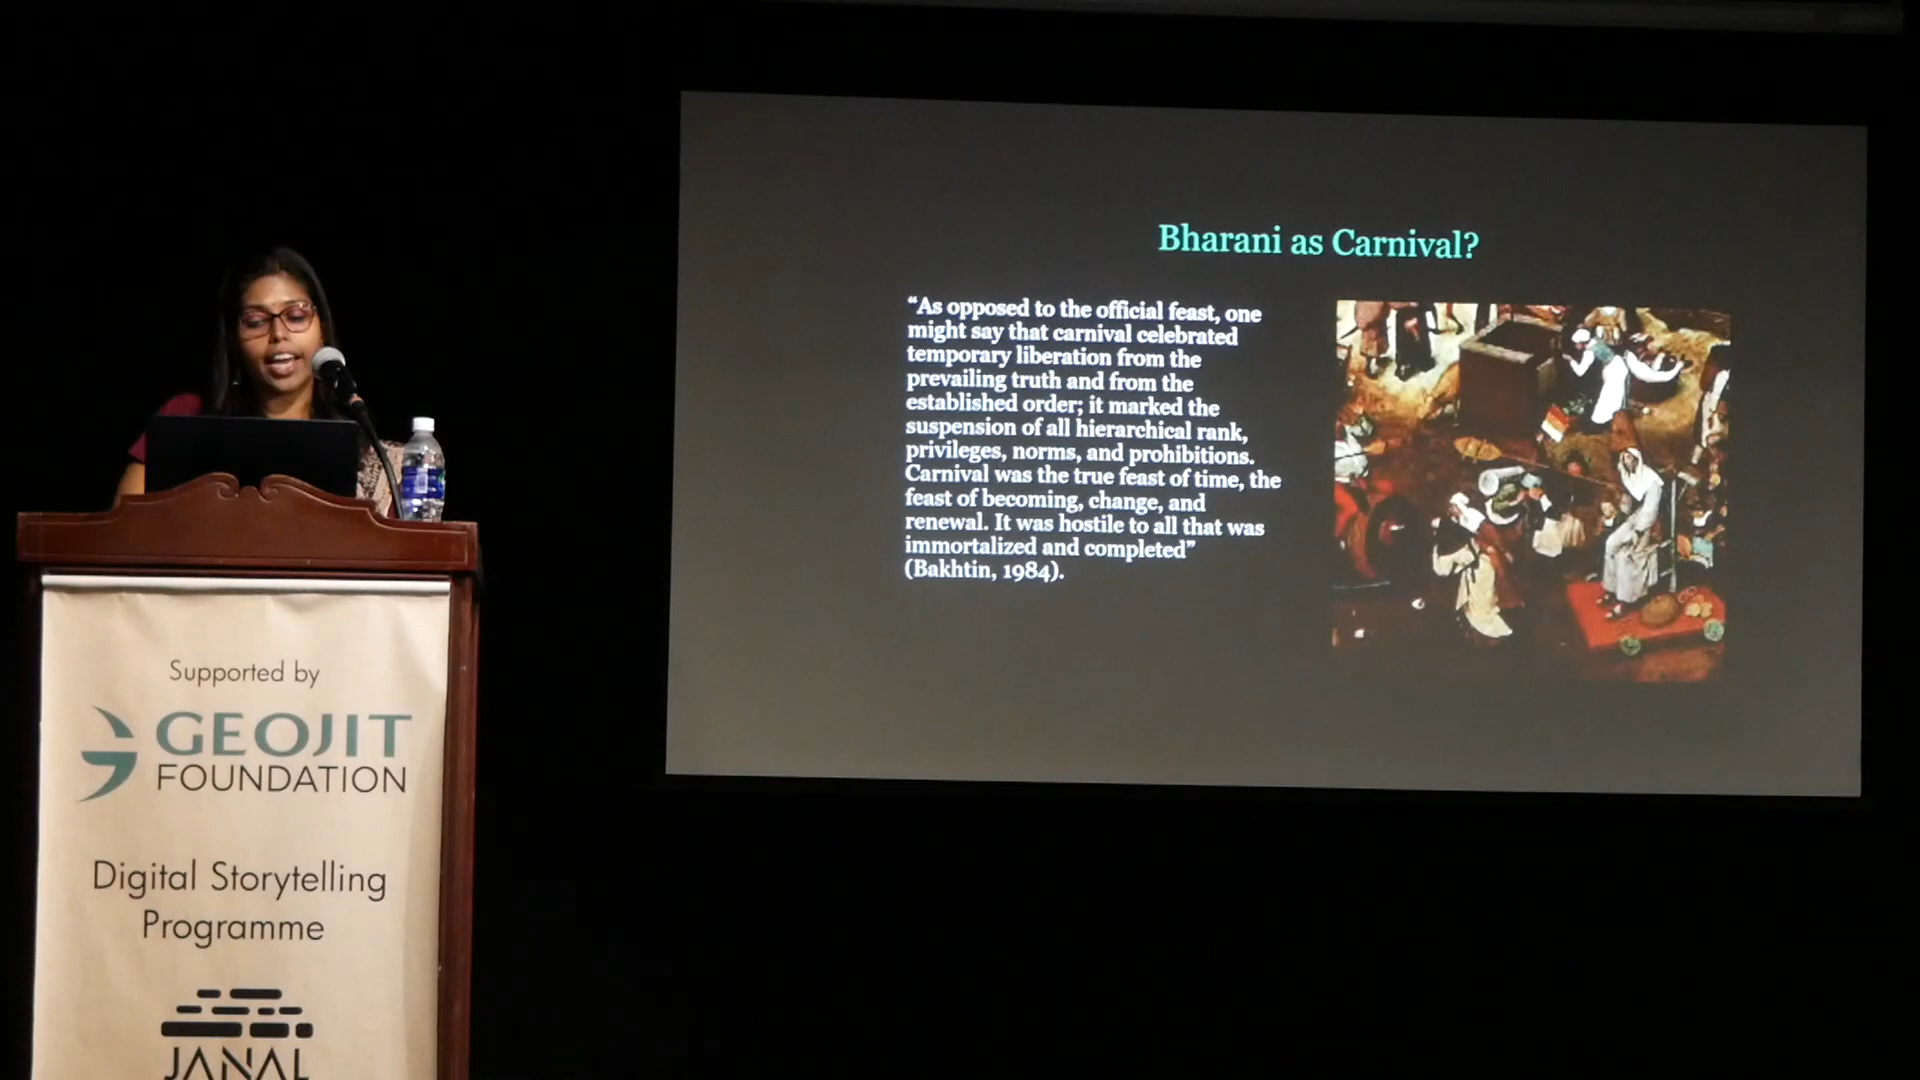 Bharani as Carnival?
“As opposed to the official feast, one
might say that carnival celebrated
temporary liberation from the
prevailing truth and from the
established order; it marked the
suspension of all hierarchical rank,
privileges, norms, and prohibitions.
Carnival was the true feast of time, the
feast of becoming, change, and
renewal. It was hostile to all that was
immortalized and completed”
(Bakhtin, 1984).
Supported by
GEOJIT
FOUNDATION
Digital Storytelling
Programme
JANAL